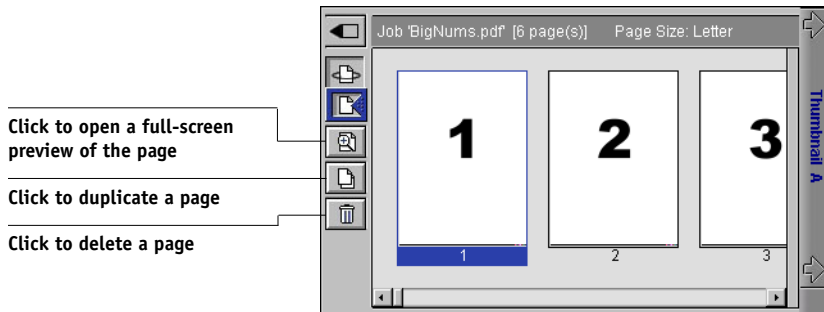 Job 'BigNums.pdf' [6 page(s)] Page Size: Letter
Click to open a full-screen
preview of the page
Click to duplicate a page
Click to delete a page
1
2
3
1
2
3
Thumbnail A